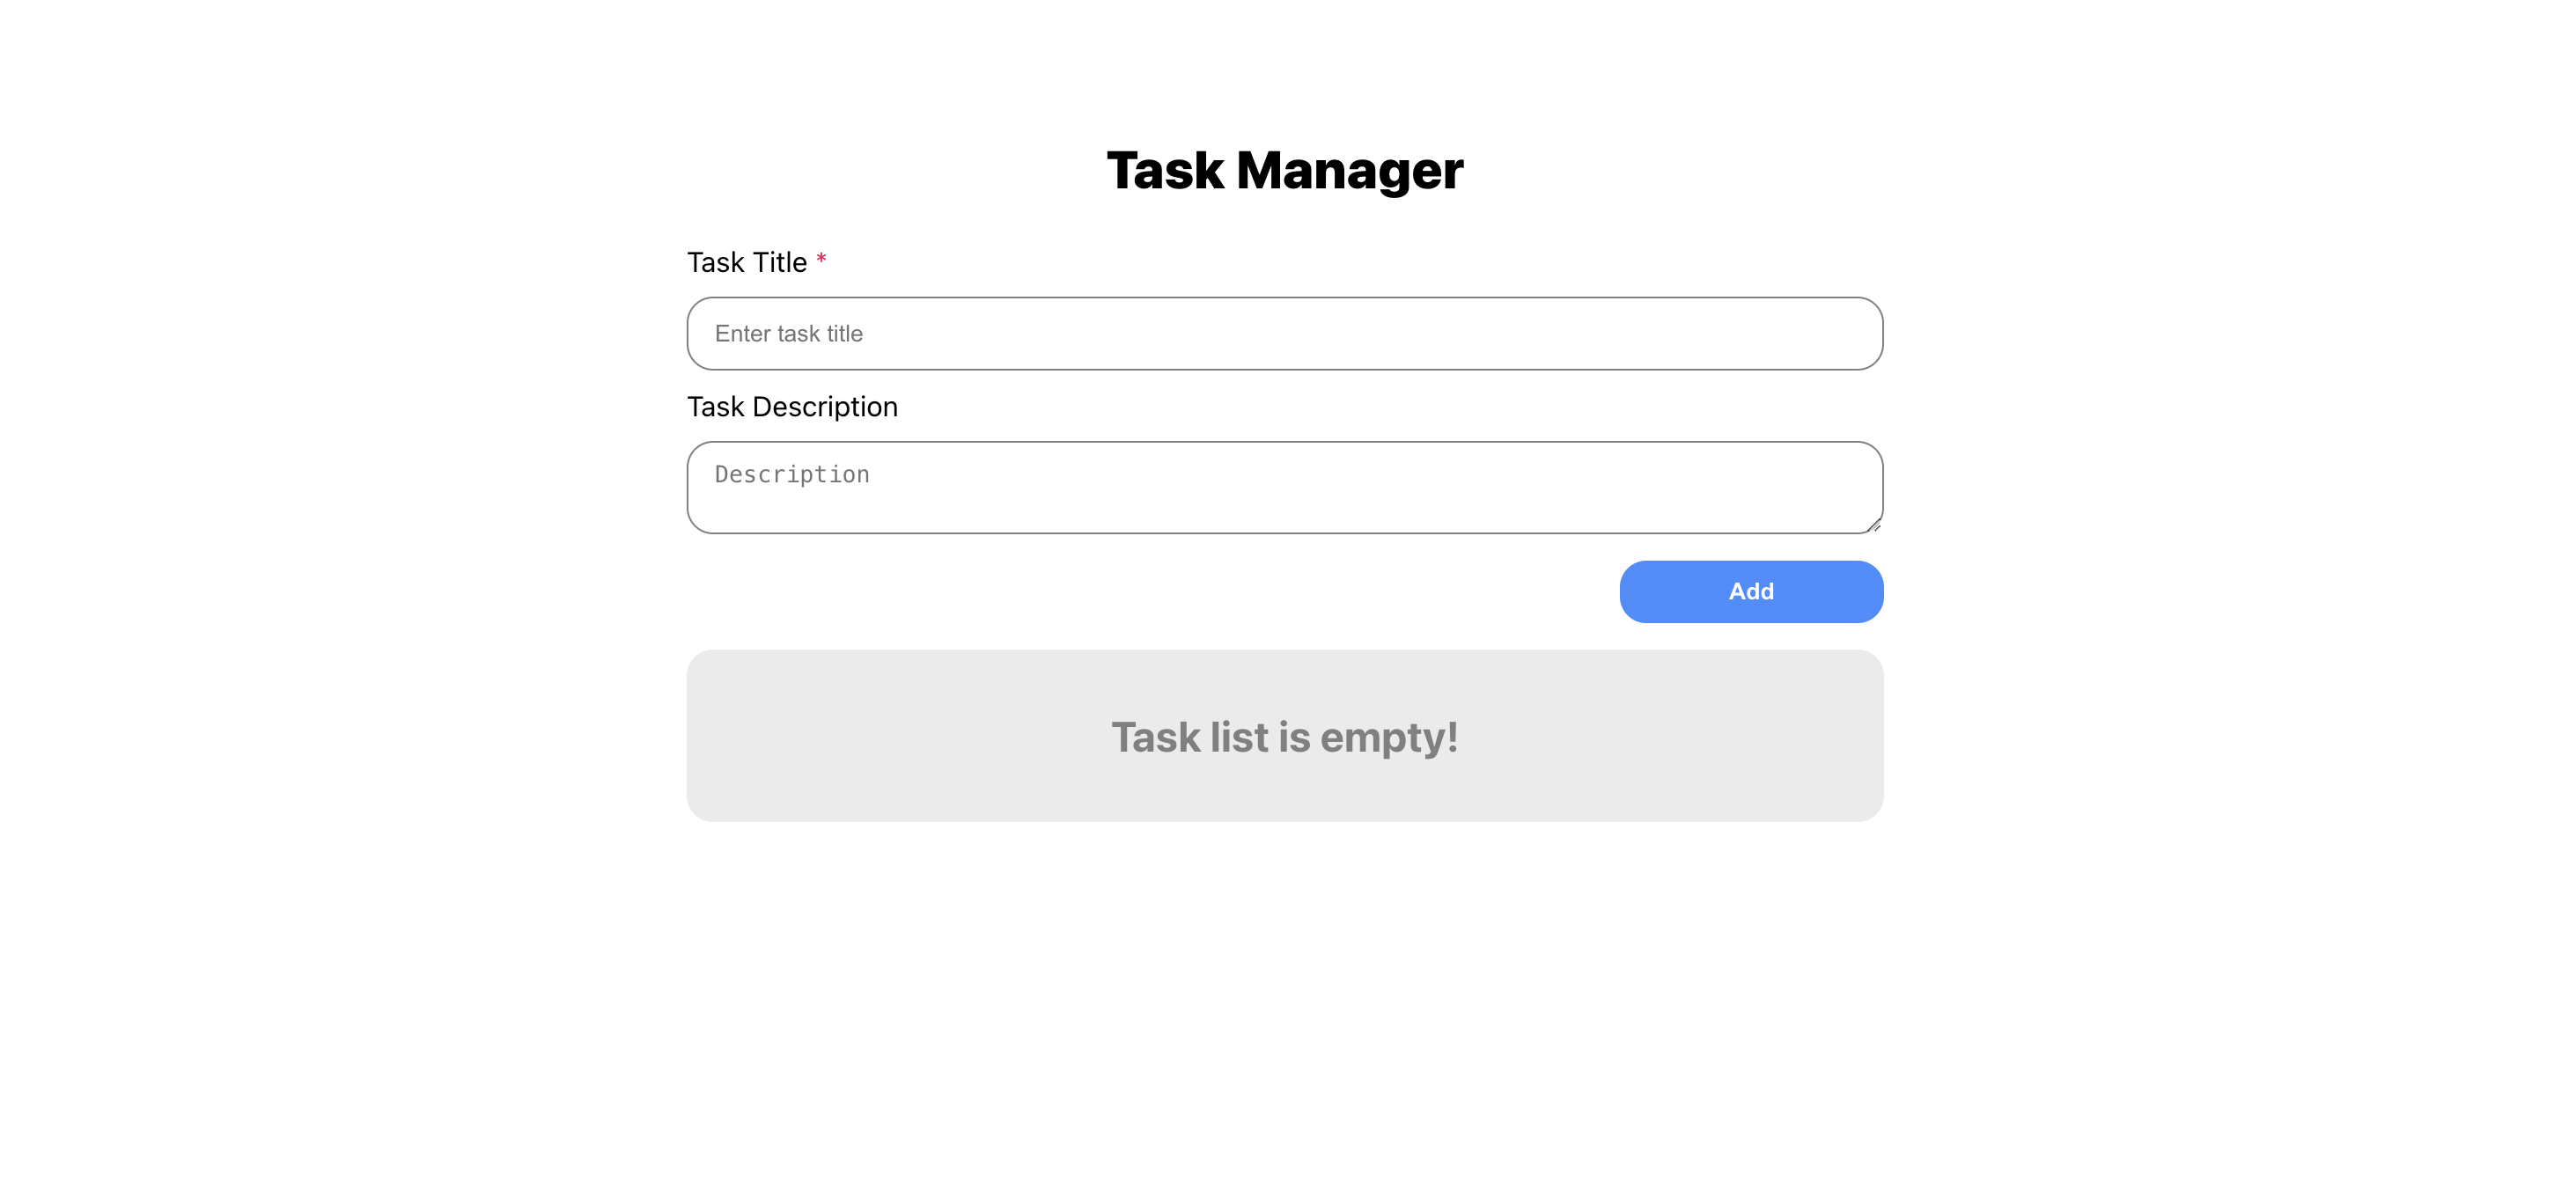 Task Manager
Task Title *
Enter task title
Task Description
Description
Add
Task list is empty!